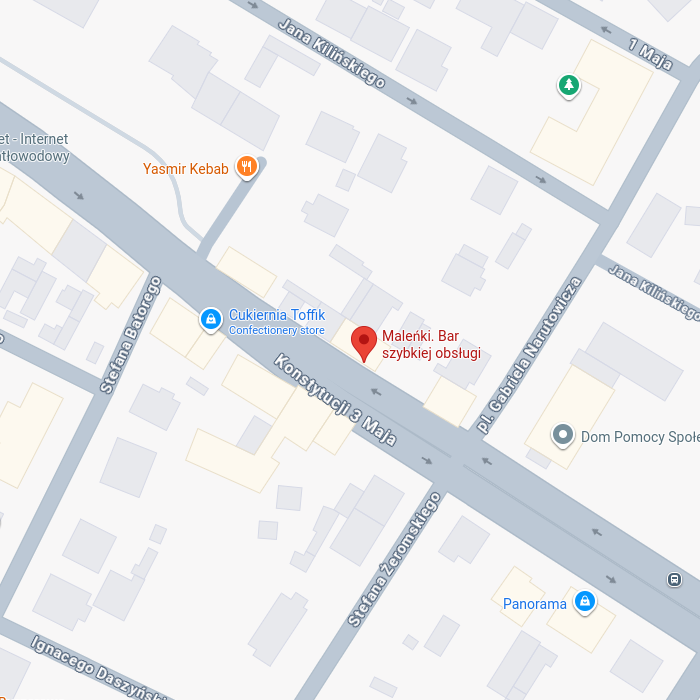 Jana Kilińskiego
1 Maja
et - Internet
atłowodowy
Yasmir Kebab
Jana Kilińskiego
Stefana Batorego
Cukiernia Toffik
Confectionery store
Maleńki. Bar
szybkiej obsługi
pl. Gabriela Narutowicza
Konstytucji 3 Maja
Dom Pomocy Społe
Stefana Żeromskiego
Panorama
Ignacego Daszyński